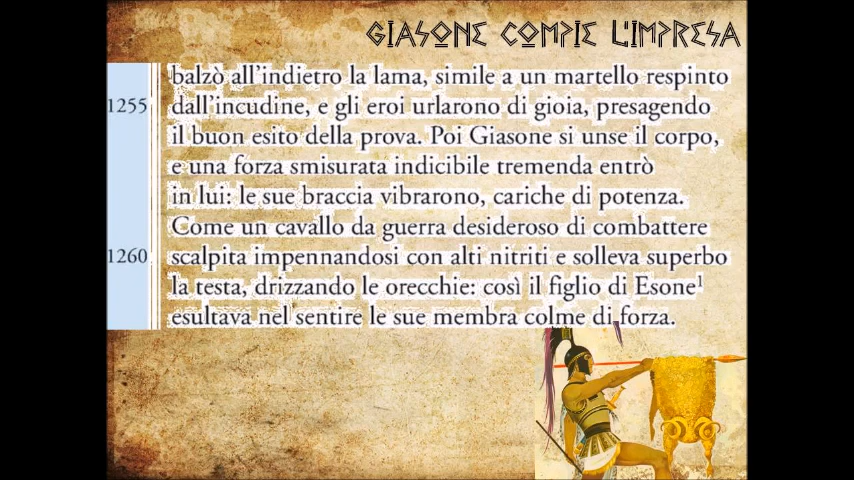 GIASONE COMPIE L'IMPRESA
balzò all'indietro la lama, simile a un martello respinto
1255 dall'incudine, e gli eroi urlarono di gioia, presagendo
il buon esito della prova. Poi Giasone si unse il corpo,
e una forza smisurata indicibile tremenda entrò
in lui: le sue braccia vibrarono, cariche di potenza.
Come un cavallo da guerra desideroso di combattere
1260 scalpita impennandosi con alti nitriti e solleva superbo
la testa, drizzando le orecchie: così il figlio di Esone¹
esultava nel sentire le sue membra colme di forza.